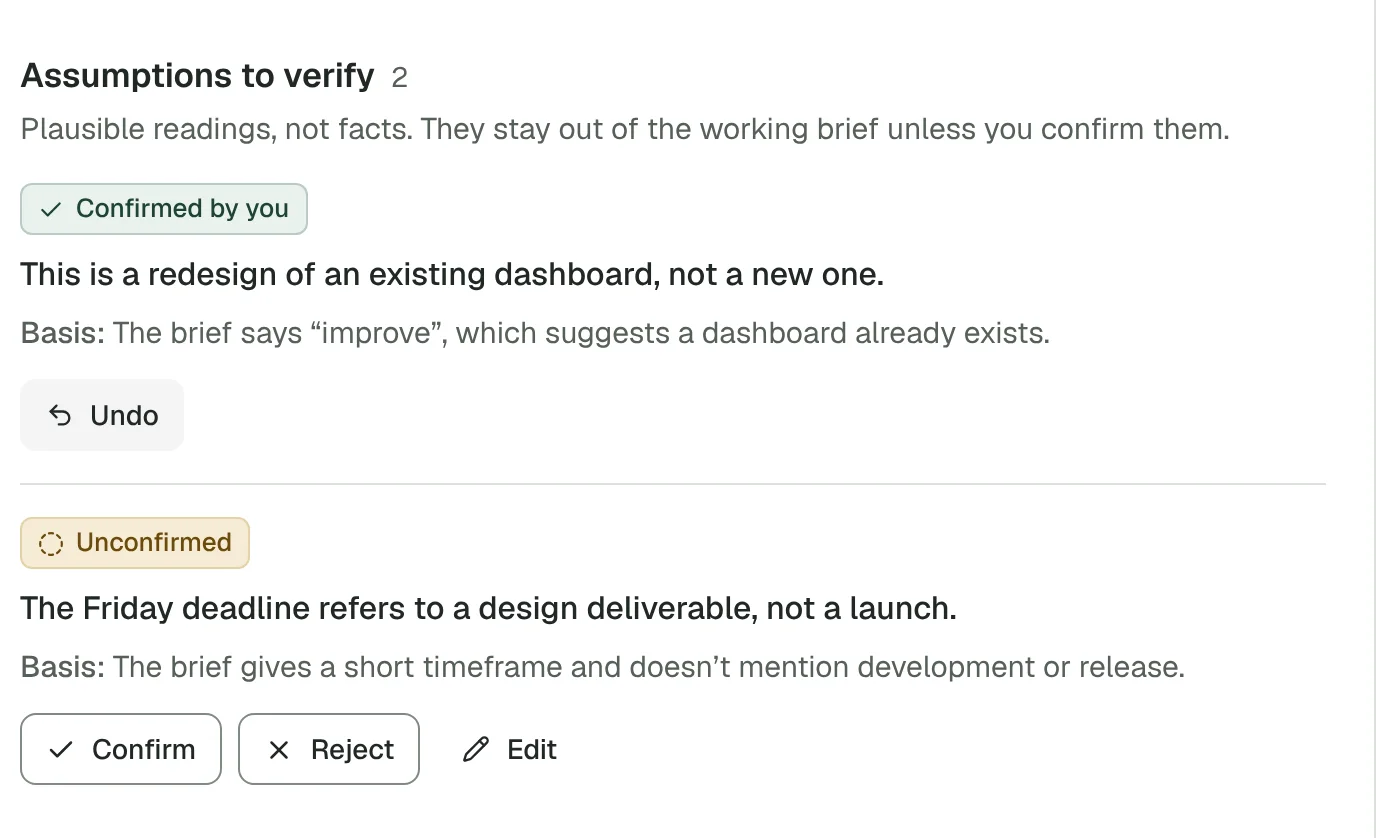 Assumptions to verify 2
Plausible readings, not facts. They stay out of the working brief unless you confirm them.
Confirmed by you
This is a redesign of an existing dashboard, not a new one.
Basis: The brief says “improve”, which suggests a dashboard already exists.
Undo
Unconfirmed
The Friday deadline refers to a design deliverable, not a launch.
Basis: The brief gives a short timeframe and doesn’t mention development or release.
Confirm Reject Edit